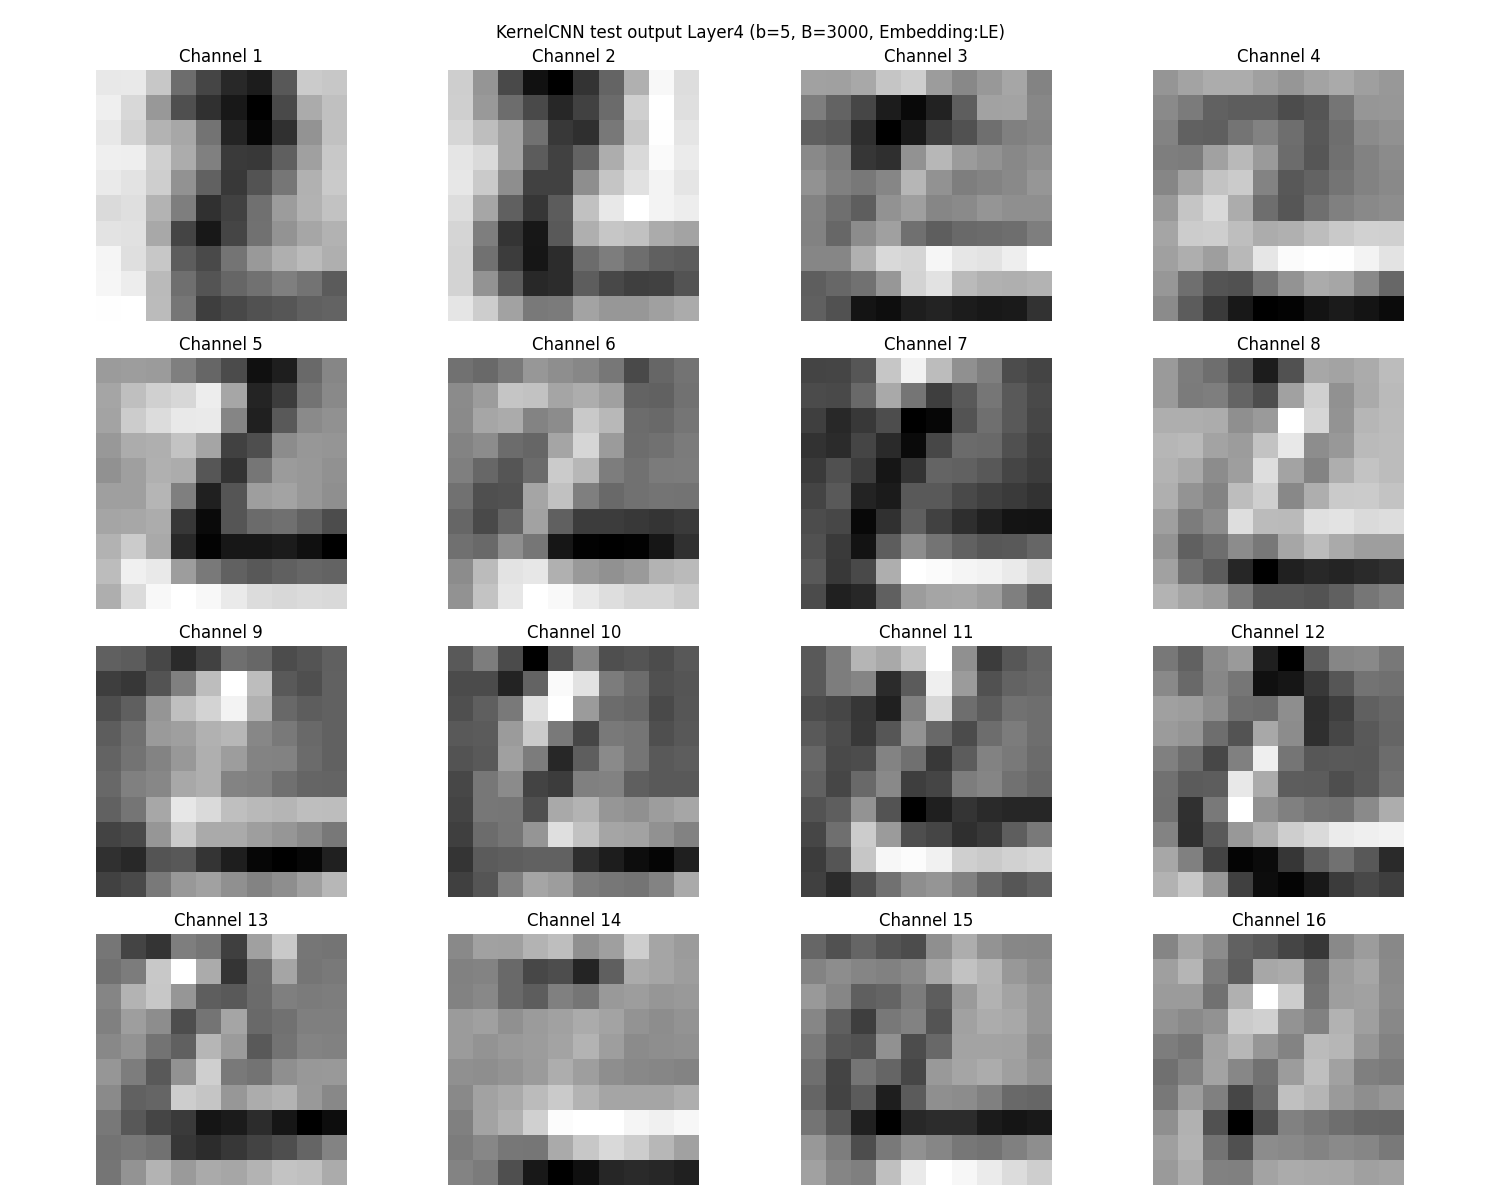 KernelCNN test output Layer4 (b=5, B=3000, Embedding:LE)
Channel 1 Channel 2 Channel 3 Channel 4
Channel 5 Channel 6 Channel 7 Channel 8
Channel 9 Channel 10 Channel 11 Channel 12
Channel 13 Channel 14 Channel 15 Channel 16